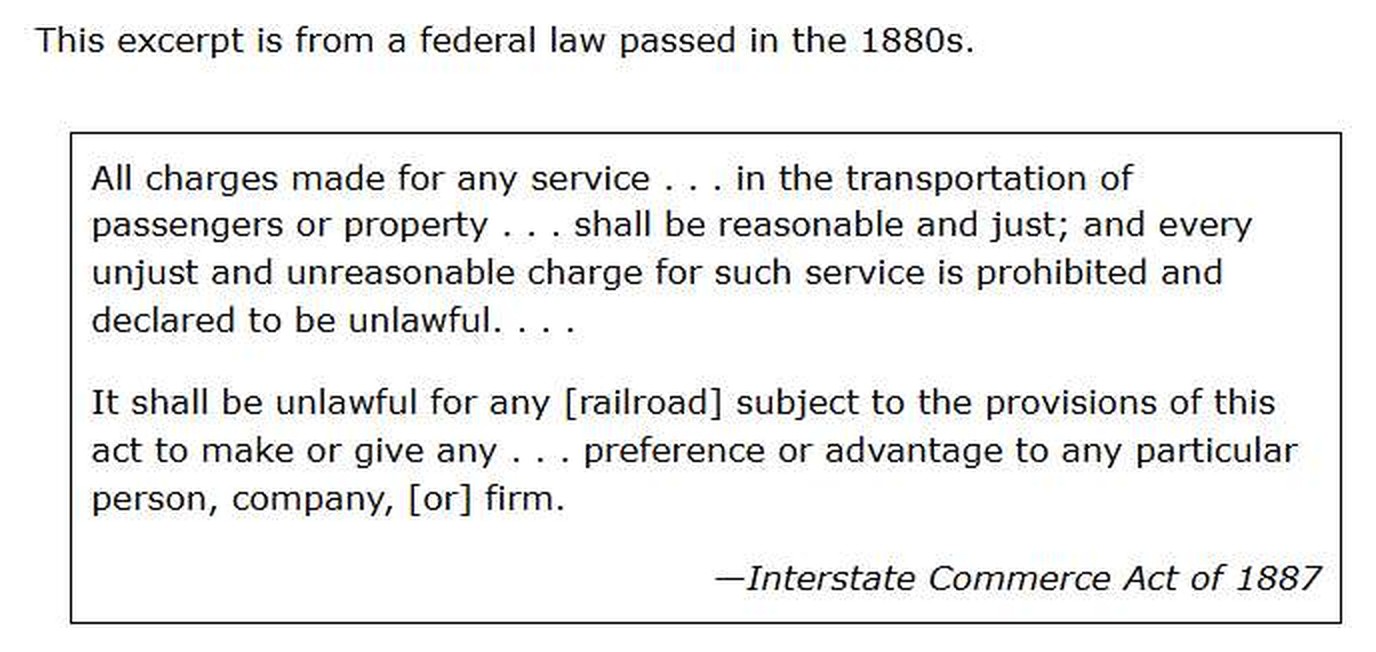 This excerpt is from a federal law passed in the 1880s.
All charges made for any service . . . in the transportation of
passengers or property . . . shall be reasonable and just; and every
unjust and unreasonable charge for such service is prohibited and
declared to be unlawful. . . .
It shall be unlawful for any [railroad] subject to the provisions of this
act to make or give any . . . preference or advantage to any particular
person, company, [or] firm.
—Interstate Commerce Act of 1887